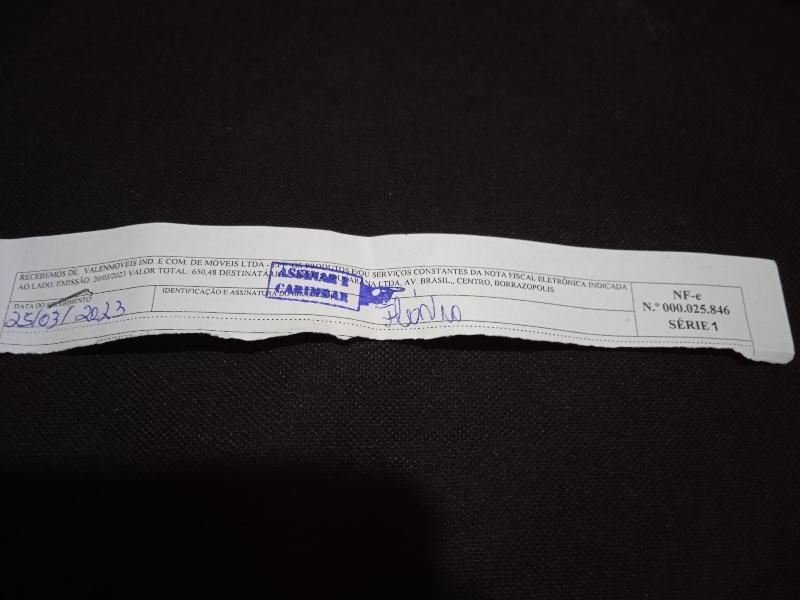 RECEBEMOS DE VALENMOVEIS IND. E COM. DE MOVEIS LTDA - EPP OS PRODUTOS E/OU SERVIÇOS CONSTANTES DA NOTA FISCAL ELETRÔNICA INDICADA
AO LADO, EMISSÃO: 20/03/2023 VALOR TOTAL: 650,48 DESTINATÁRIO: LTDA, AV BRASIL,, CENTRO, BORRAZOPOLIS
ASSINAR E
CARIMBAR
DATA DO RECEBIMENTO
IDENTIFICAÇÃO E ASSINATURA DO
25/03/2023
NF-e
N.º 000.025.846
SÉRIE 1